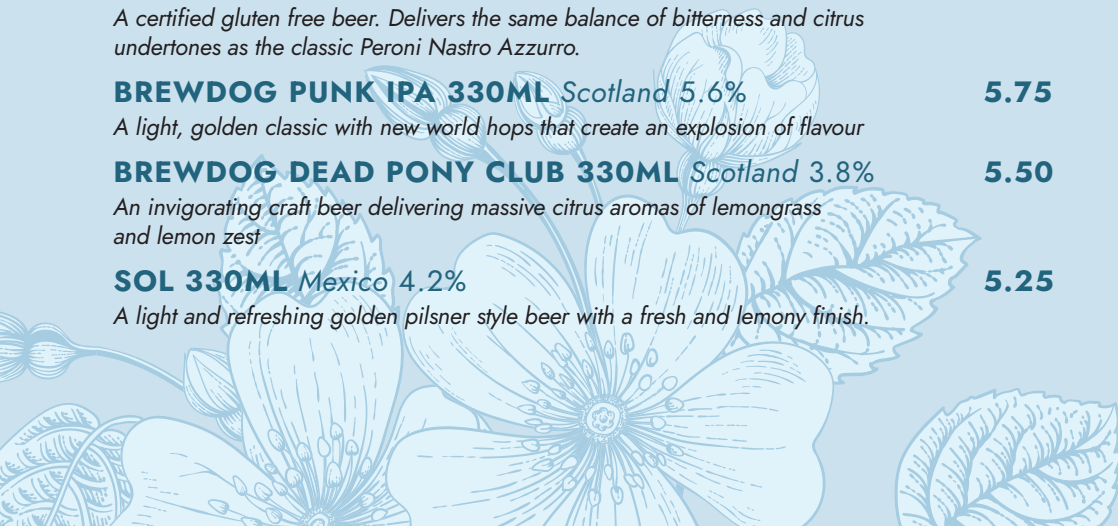 A certified gluten free beer. Delivers the same balance of bitterness and citrus
undertones as the classic Peroni Nastro Azzurro.
BREWDOG PUNK IPA 330ML Scotland 5.6% 5.75
A light, golden classic with new world hops that create an explosion of flavour
BREWDOG DEAD PONY CLUB 330ML Scotland 3.8% 5.50
An invigorating craft beer delivering massive citrus aromas of lemongrass
and lemon zest
SOL 330ML Mexico 4.2% 5.25
A light and refreshing golden pilsner style beer with a fresh and lemony finish.